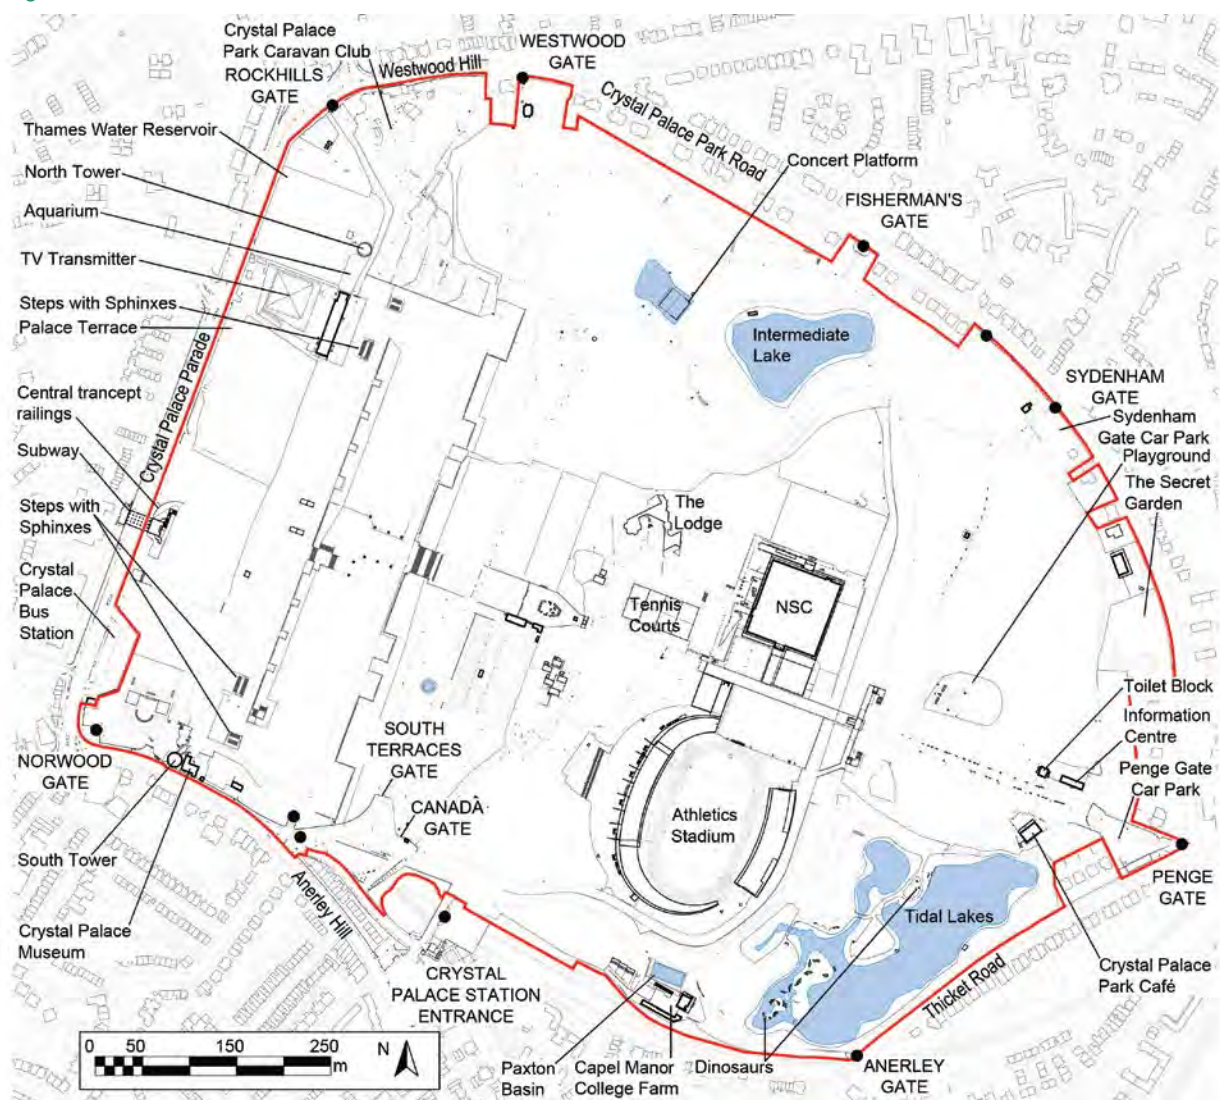 Crystal Palace
Park Caravan Club
ROCKHILLS
GATE
Westwood Hill
WESTWOOD
GATE
Crystal Palace Park Road
Thames Water Reservoir
North Tower
Aquarium
TV Transmitter
Steps with Sphinxes
Palace Terrace
Crystal Palace Parade
Central trancept
railings
Subway
Steps with
Sphinxes
Crystal
Palace
Bus
Station
NORWOOD
GATE
South Tower
Crystal Palace
Museum
Concert Platform
FISHERMAN'S
GATE
Intermediate
Lake
SYDENHAM
GATE
Sydenham
Gate Car Park
Playground
The Secret
Garden
The
Lodge
NSC
Tennis
Courts
Toilet Block
Information
Centre
Penge Gate
Car Park
SOUTH
TERRACES
GATE
CANADA
GATE
Athletics
Stadium
Tidal Lakes
PENGE
GATE
Anerley Hill
CRYSTAL
PALACE STATION
ENTRANCE
Thicket Road
Crystal Palace
Park Café
Paxton
Basin
Capel Manor
College Farm
Dinosaurs
ANERLEY
GATE
0 50 150 250
m
N